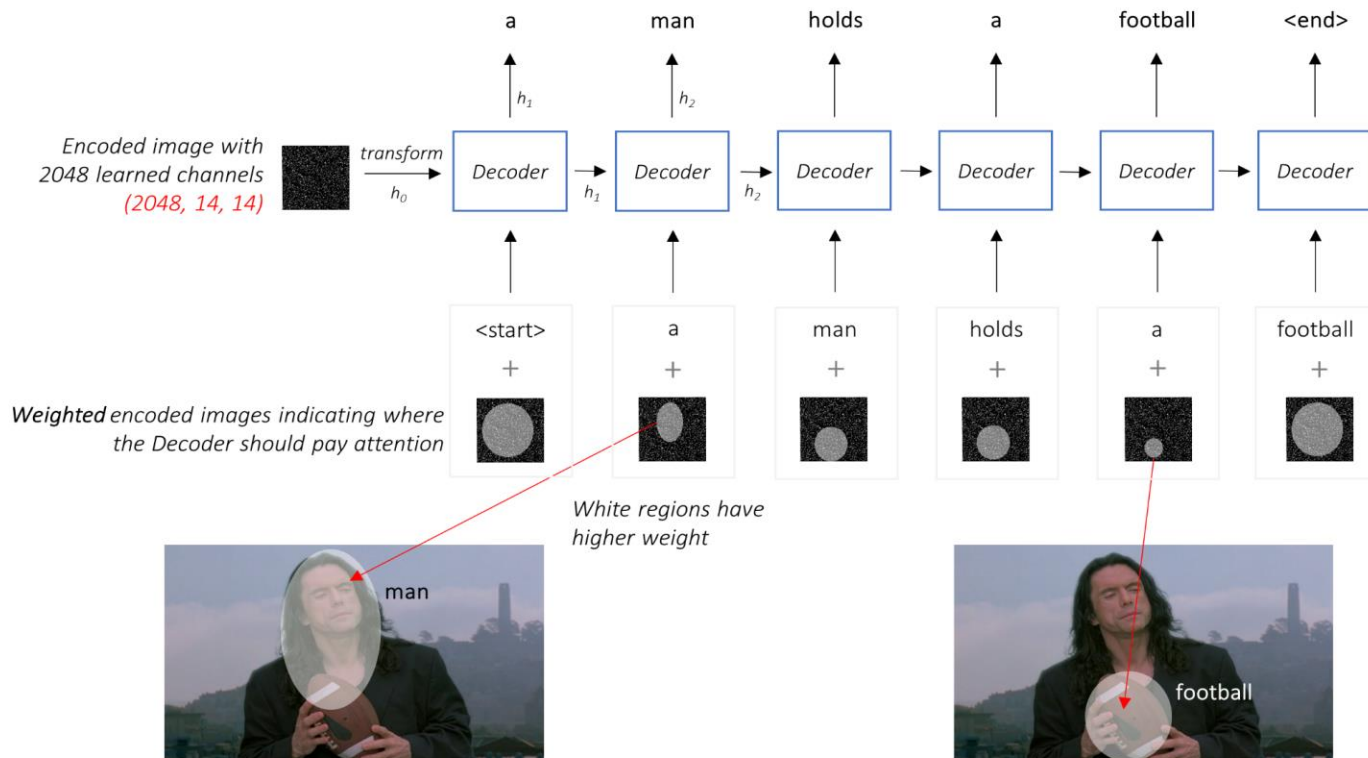 a man holds a football <end>
h1 h2
Encoded image with
2048 learned channels
(2048, 14, 14)
transform
h0
Decoder Decoder Decoder Decoder Decoder Decoder
h1 h2
<start> a man holds a football
+ + + + + +
Weighted encoded images indicating where
the Decoder should pay attention
White regions have
higher weight
man
football